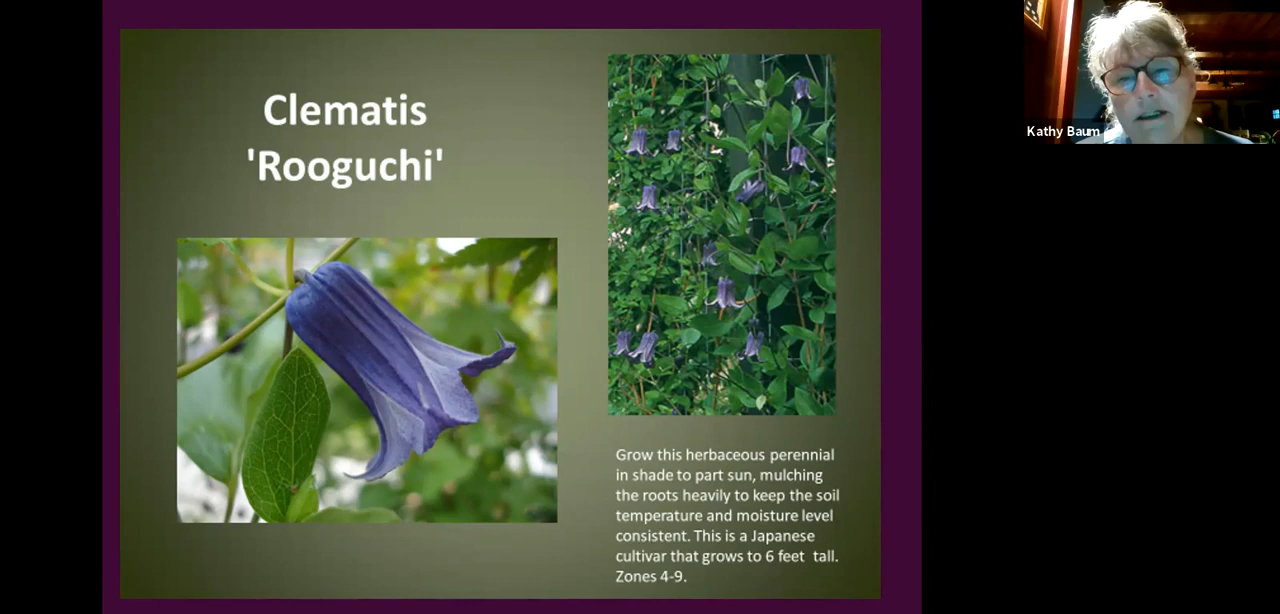 Clematis
'Rooguchi'
Grow this herbaceous perennial
in shade to part sun, mulching
the roots heavily to keep the soil
temperature and moisture level
consistent. This is a Japanese
cultivar that grows to 6 feet  tall.
Zones 4-9.
Kathy Baum